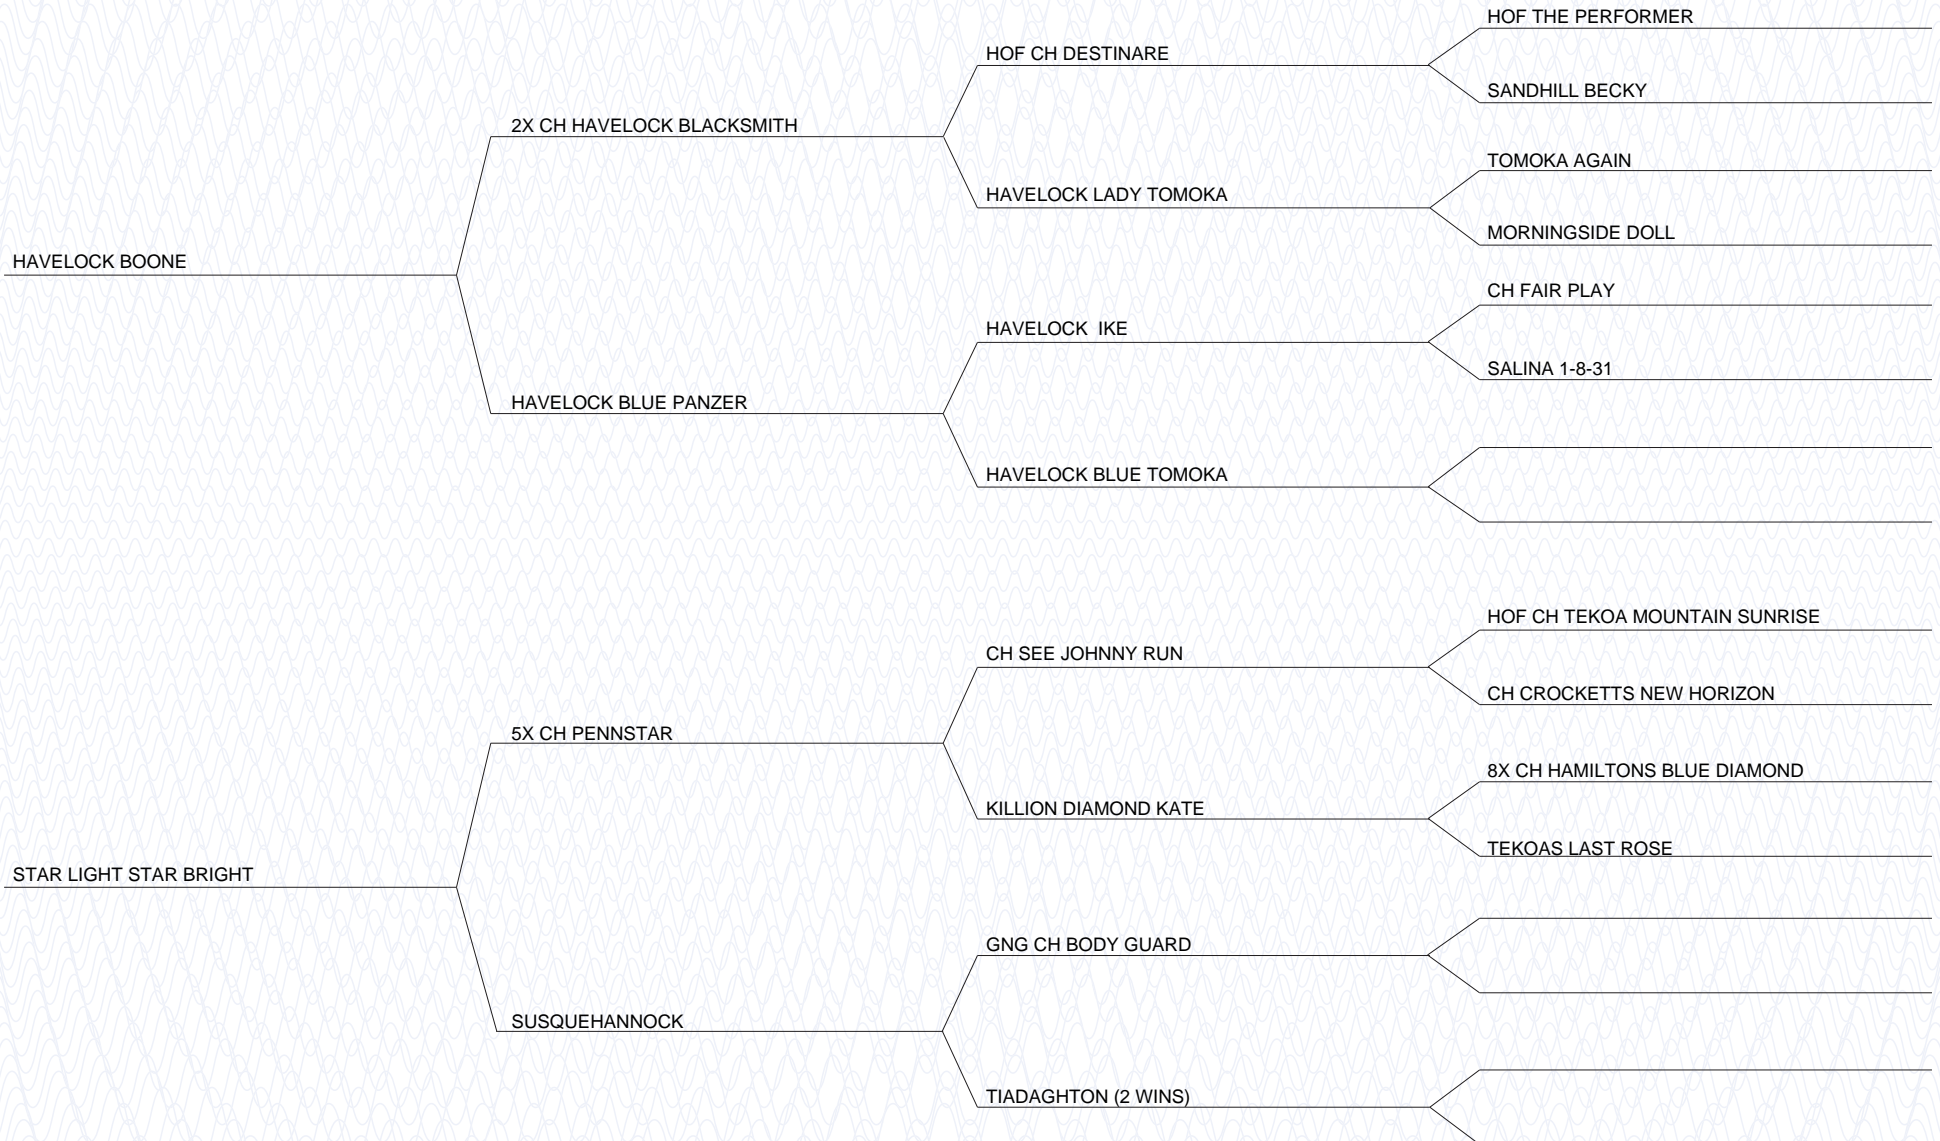 HOF THE PERFORMER
HOF CH DESTINARE
SANDHILL BECKY
2X CH HAVELOCK BLACKSMITH
TOMOKA AGAIN
HAVELOCK LADY TOMOKA
MORNINGSIDE DOLL
HAVELOCK BOONE
CH FAIR PLAY
HAVELOCK  IKE
SALINA 1-8-31
HAVELOCK BLUE PANZER
HAVELOCK BLUE TOMOKA
HOF CH TEKOA MOUNTAIN SUNRISE
CH SEE JOHNNY RUN
CH CROCKETTS NEW HORIZON
5X CH PENNSTAR
8X CH HAMILTONS BLUE DIAMOND
KILLION DIAMOND KATE
TEKOAS LAST ROSE
STAR LIGHT STAR BRIGHT
GNG CH BODY GUARD
SUSQUEHANNOCK
TIADAGHTON (2 WINS)